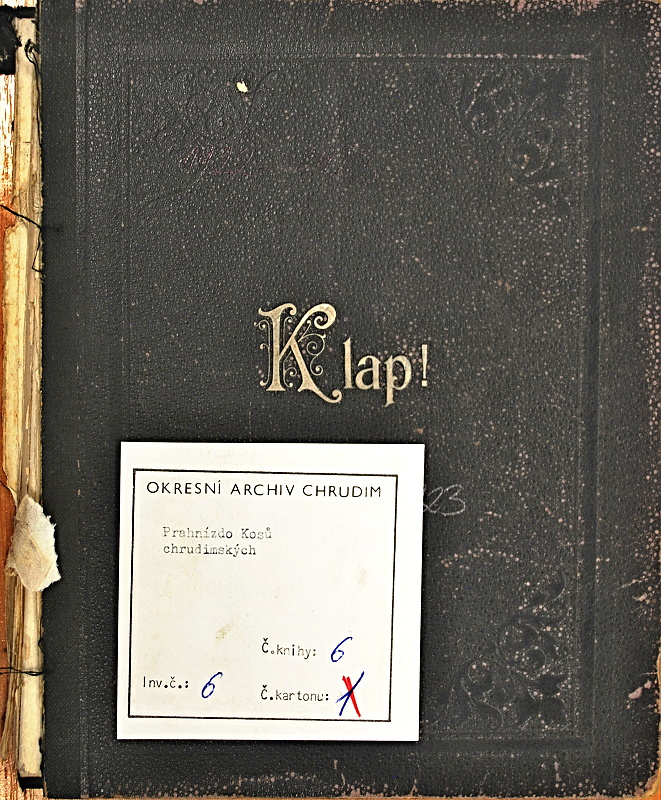 Klap!
OKRESNÍ ARCHIV CHRUDIM
Prahnízdo Kosů
chrudimských
Č.knihy: 6
Inv.č.: 6
Č.kartonu: 1